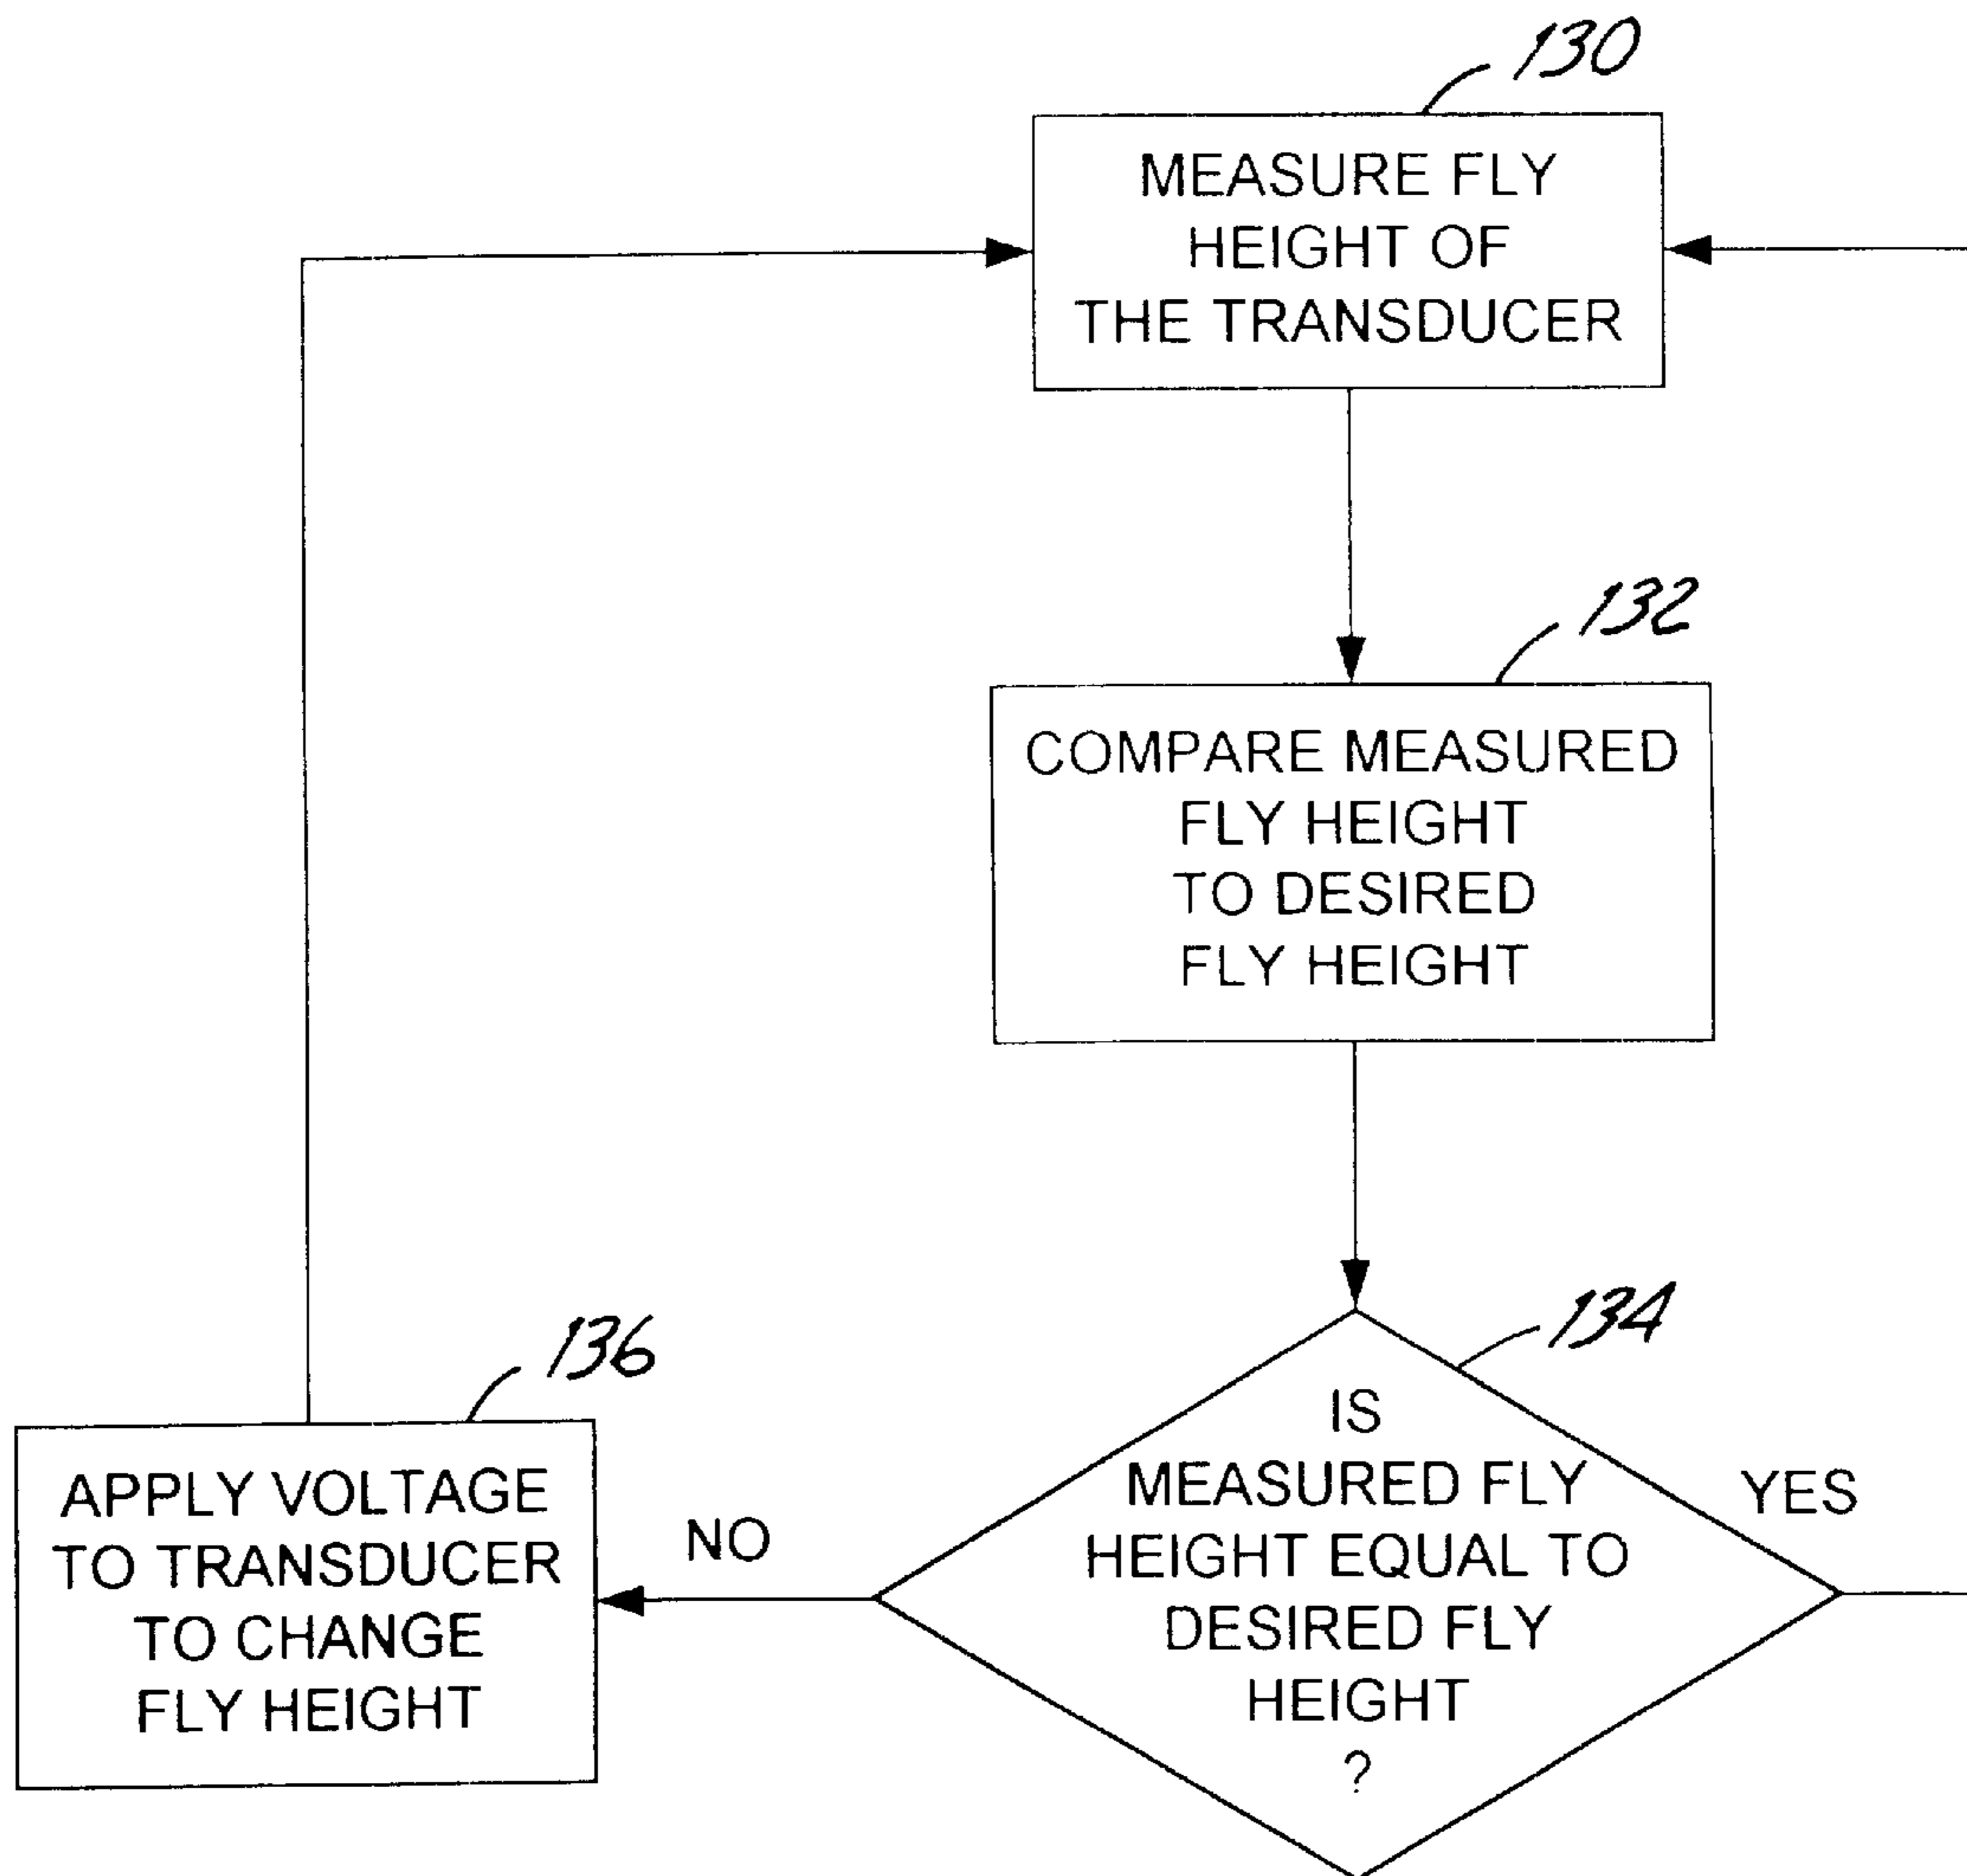 130
MEASURE FLY
HEIGHT OF
THE TRANSDUCER
132
COMPARE MEASURED
FLY HEIGHT
TO DESIRED
FLY HEIGHT
134
IS
MEASURED FLY
HEIGHT EQUAL TO
DESIRED FLY
HEIGHT
?
YES
NO
136
APPLY VOLTAGE
TO TRANSDUCER
TO CHANGE
FLY HEIGHT